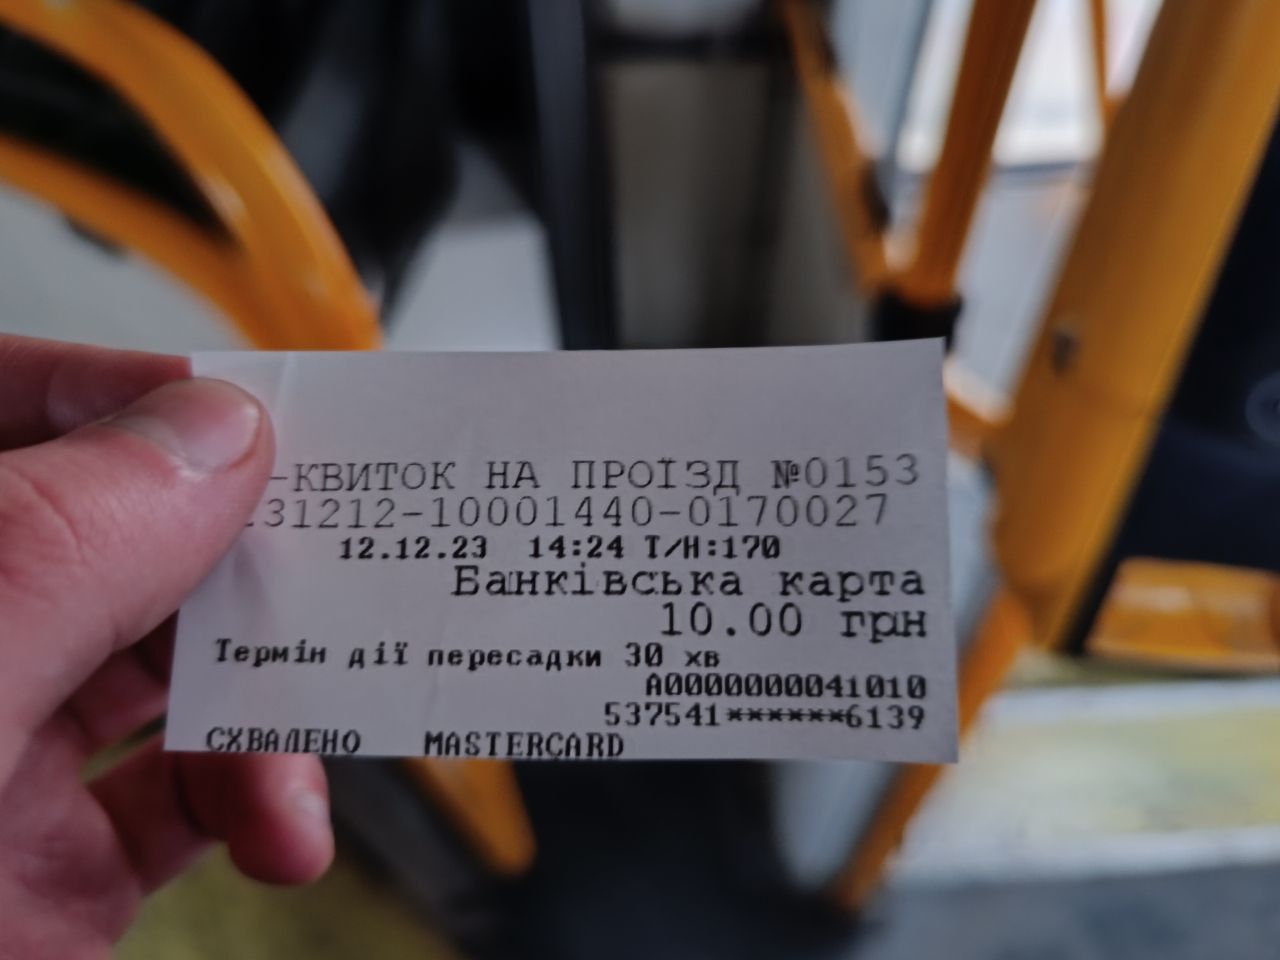 -КВИТОК НА ПРОЇЗД №0153
231212-10001440-0170027
12.12.23 14:24 Т/Н:170
Банківська карта
10.00 грн
Термін дії пересадки 30 хв
A0000000041010
537541******6139
СХВАЛЕНО MASTERCARD